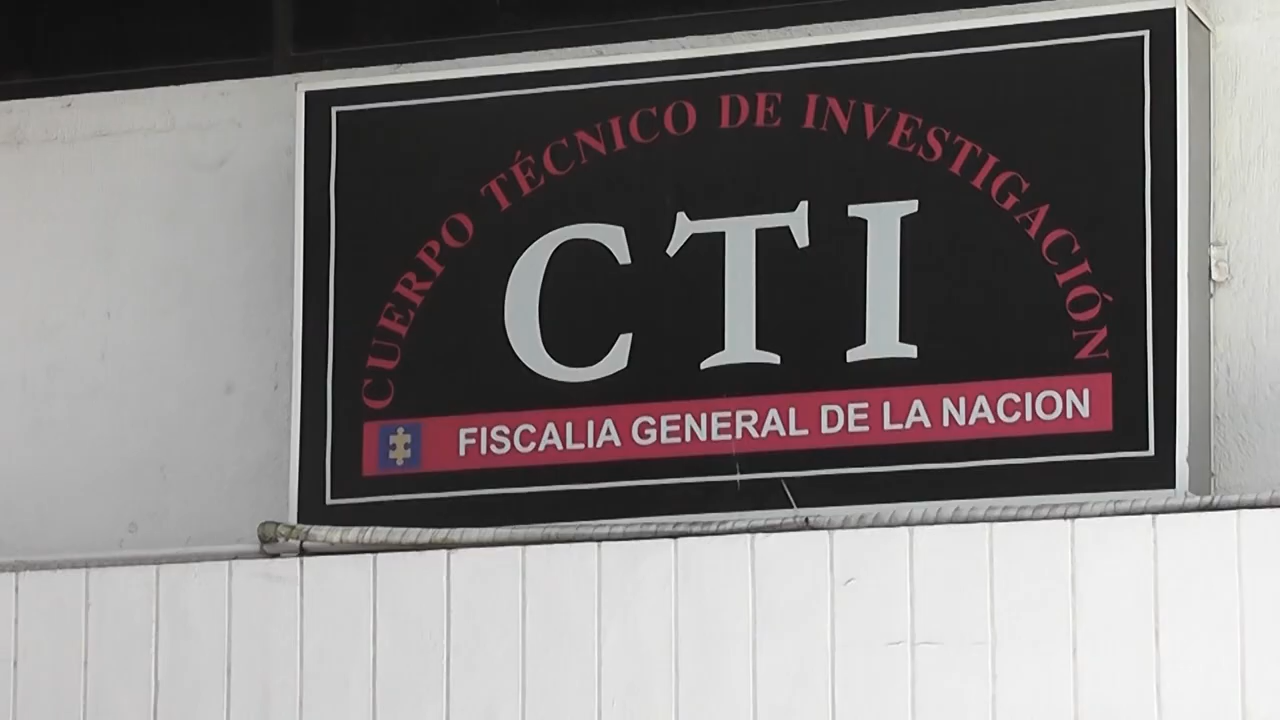 CUERPO TÉCNICO DE INVESTIGACIÓN
CTI
FISCALIA GENERAL DE LA NACION